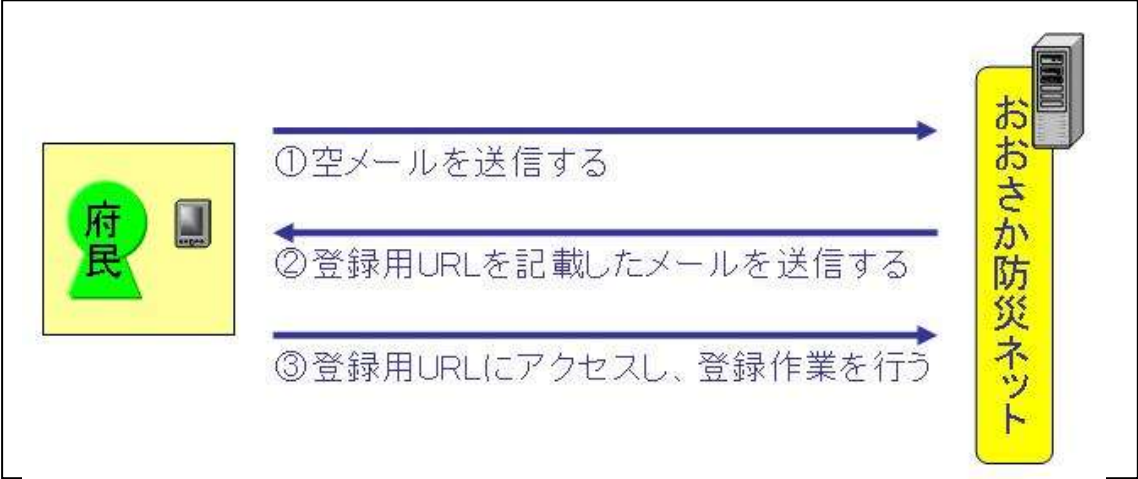 府民
①空メールを送信する
②登録用URLを記載したメールを送信する
③登録用URLにアクセスし、登録作業を行う
おおさか防災ネット